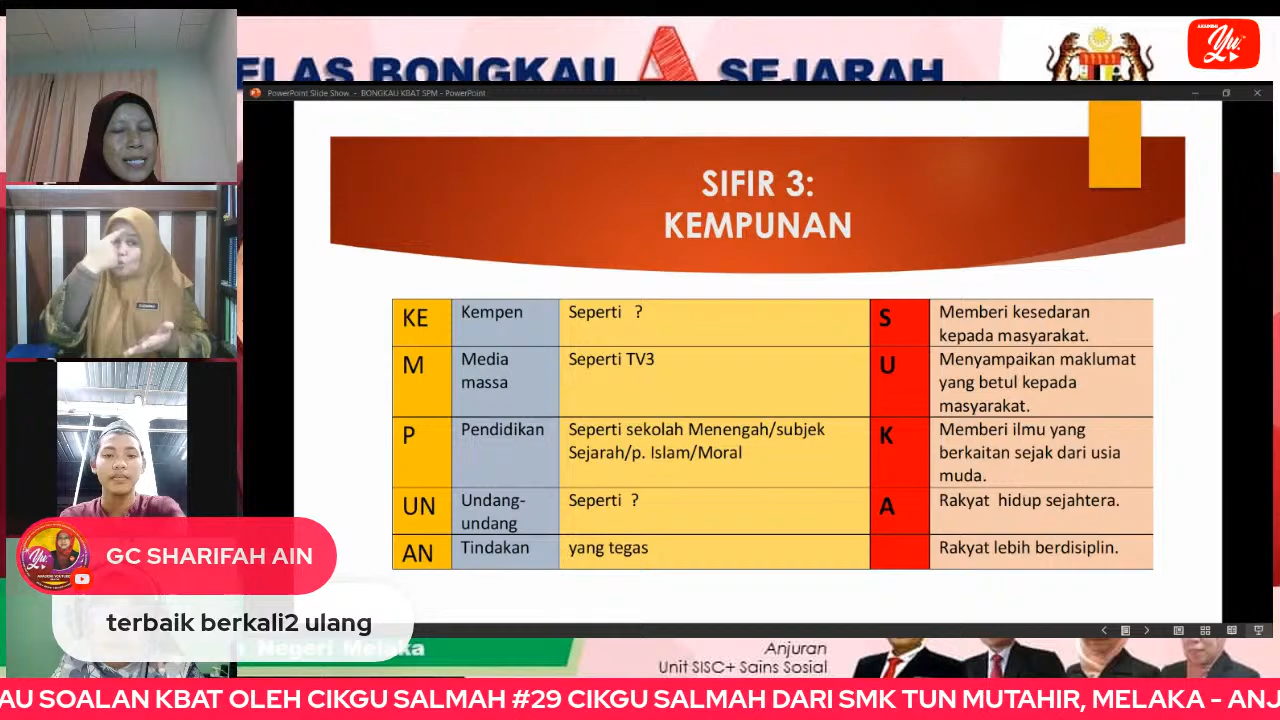 ELAS BONGKAU A SEJARAH
AKADEMI
Yu
PowerPoint Slide Show - BONGKAU KBAT SPM - PowerPoint
SIFIR 3:
KEMPUNAN
KE Kempen Seperti ? S Memberi kesedaran
kepada masyarakat.
M Media Seperti TV3 U Menyampaikan maklumat
massa yang betul kepada
masyarakat.
P Pendidikan Seperti sekolah Menengah/subjek K Memberi ilmu yang
Sejarah/p. Islam/Moral berkaitan sejak dari usia
muda.
UN Undang- Seperti ? A Rakyat hidup sejahtera.
undang
AN Tindakan yang tegas Rakyat lebih berdisiplin.
GC SHARIFAH AIN
terbaik berkali2 ulang
Negeri Melaka
Anjuran
Unit SISC+ Sains Sosial
AU SOALAN KBAT OLEH CIKGU SALMAH #29 CIKGU SALMAH DARI SMK TUN MUTAHIR, MELAKA - ANJ